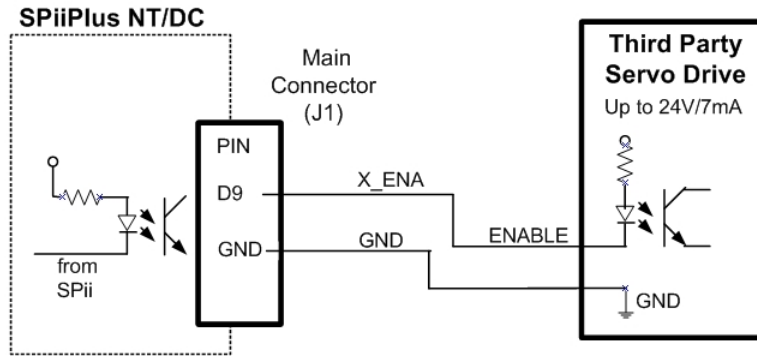 SPiiPlus NT/DC
Main
Connector
(J1)
PIN
D9
GND
from
SPii
X_ENA
GND
ENABLE
Third Party
Servo Drive
Up to 24V/7mA
GND